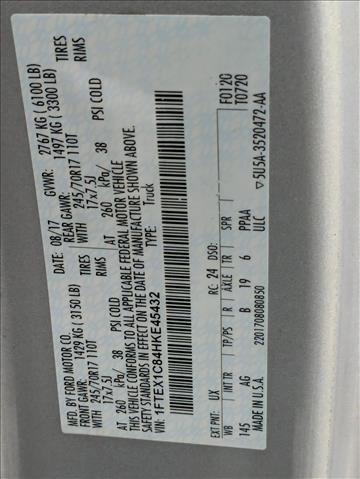 MFD. BY FORD MOTOR CO.
DATE: 08/17 GVWR: 2767 KG (6100 LB)
FRONT GAWR: 1429 KG (3150 LB) REAR GAWR: 1497 KG (3300 LB)
245/70R17 110T TIRES WITH 245/70R17 110T TIRES
17x7.5J RIMS 17x7.5J RIMS
AT 260 kPa/ 38 PSI COLD AT 260 kPa/ 38 PSI COLD
THIS VEHICLE CONFORMS TO ALL APPLICABLE FEDERAL MOTOR VEHICLE
SAFETY STANDARDS IN EFFECT ON THE DATE OF MANUFACTURE SHOWN ABOVE.
VIN: 1FTEX1C84HKE45432 TYPE: Truck
F0120
T0720
EXT PNT: UX RC: 24 DSO:
WB INTTR TP/PS R AXLE TR SPR
145 AG B 19 6 PPAA ULC
MADE IN U.S.A. 2201708080850 5U5A-3520472-AA